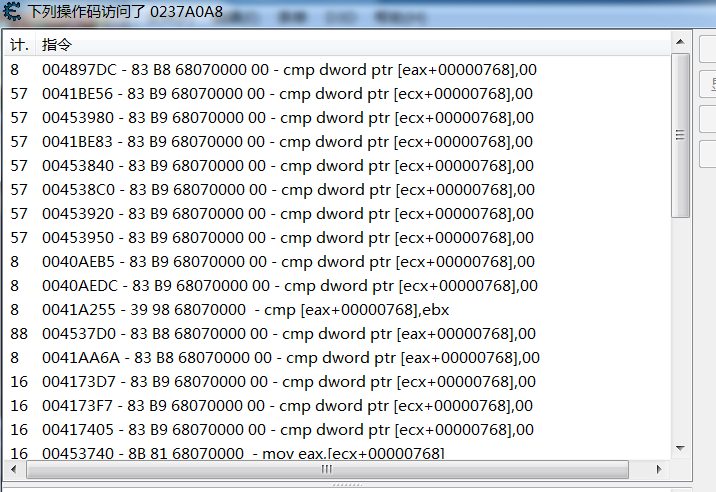 下列操作码访问了 0237A0A8
计. 指令
8 004897DC - 83 B8 68070000 00 - cmp dword ptr [eax+00000768],00
57 0041BE56 - 83 B9 68070000 00 - cmp dword ptr [ecx+00000768],00
57 00453980 - 83 B9 68070000 00 - cmp dword ptr [ecx+00000768],00
57 0041BE83 - 83 B9 68070000 00 - cmp dword ptr [ecx+00000768],00
57 00453840 - 83 B9 68070000 00 - cmp dword ptr [ecx+00000768],00
57 004538C0 - 83 B9 68070000 00 - cmp dword ptr [ecx+00000768],00
57 00453920 - 83 B9 68070000 00 - cmp dword ptr [ecx+00000768],00
57 00453950 - 83 B9 68070000 00 - cmp dword ptr [ecx+00000768],00
8 0040AEB5 - 83 B9 68070000 00 - cmp dword ptr [ecx+00000768],00
8 0040AEDC - 83 B9 68070000 00 - cmp dword ptr [ecx+00000768],00
8 0041A255 - 39 98 68070000 - cmp [eax+00000768],ebx
88 004537D0 - 83 B8 68070000 00 - cmp dword ptr [eax+00000768],00
8 0041AA6A - 83 B8 68070000 00 - cmp dword ptr [eax+00000768],00
16 004173D7 - 83 B9 68070000 00 - cmp dword ptr [ecx+00000768],00
16 004173F7 - 83 B9 68070000 00 - cmp dword ptr [ecx+00000768],00
16 00417405 - 83 B9 68070000 00 - cmp dword ptr [ecx+00000768],00
16 00453740 - 8B 81 68070000 - mov eax,[ecx+00000768]